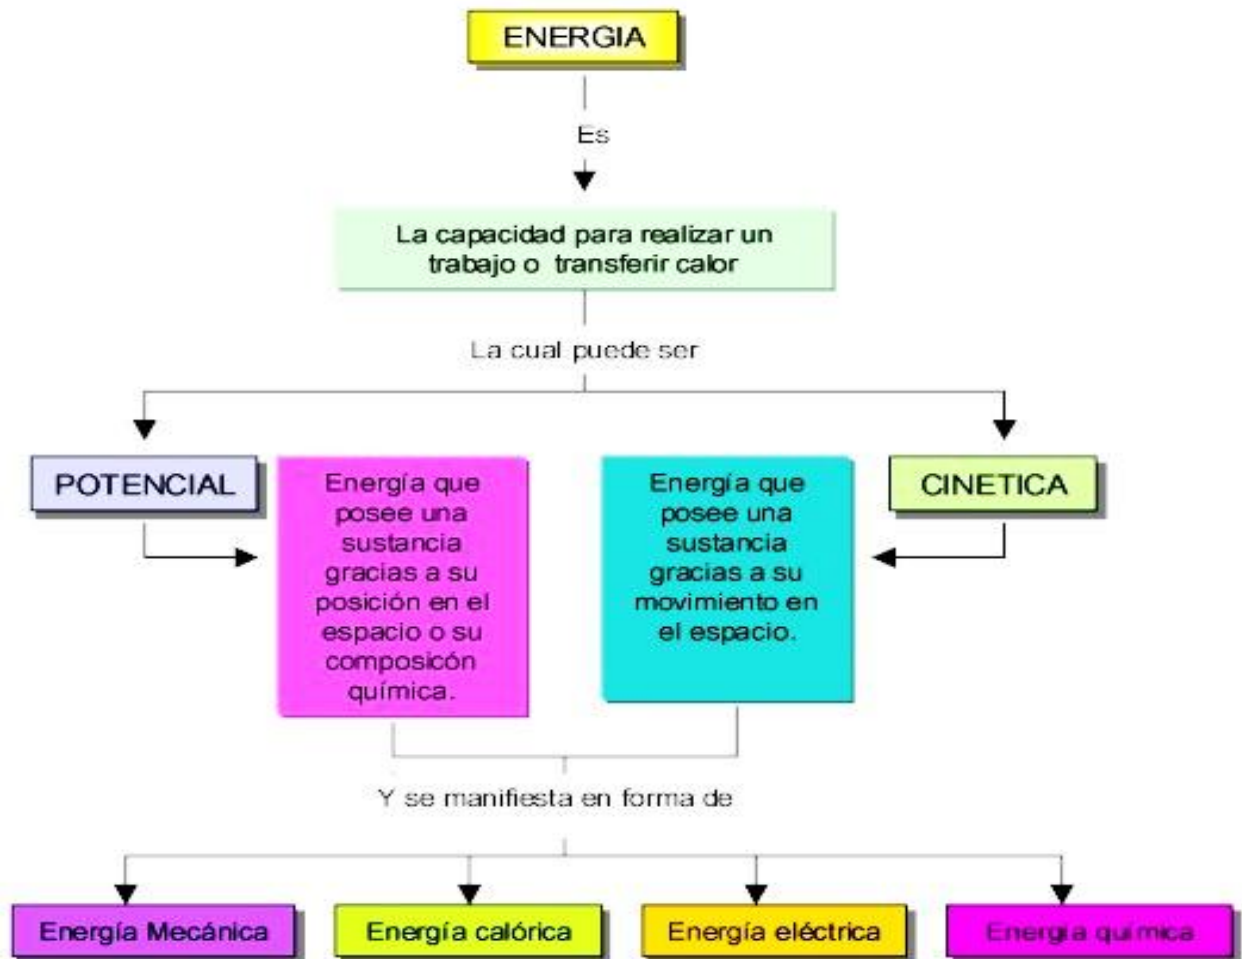 ENERGIA
Es
La capacidad para realizar un
trabajo o transferir calor
La cual puede ser
POTENCIAL
Energía que
posee una
sustancia
gracias a su
posición en el
espacio o su
composicón
química.
Energía que
posee una
sustancia
gracias a su
movimiento en
el espacio.
CINETICA
Y se manifiesta en forma de
Energía Mecánica
Energía calórica
Energía eléctrica
Energía química